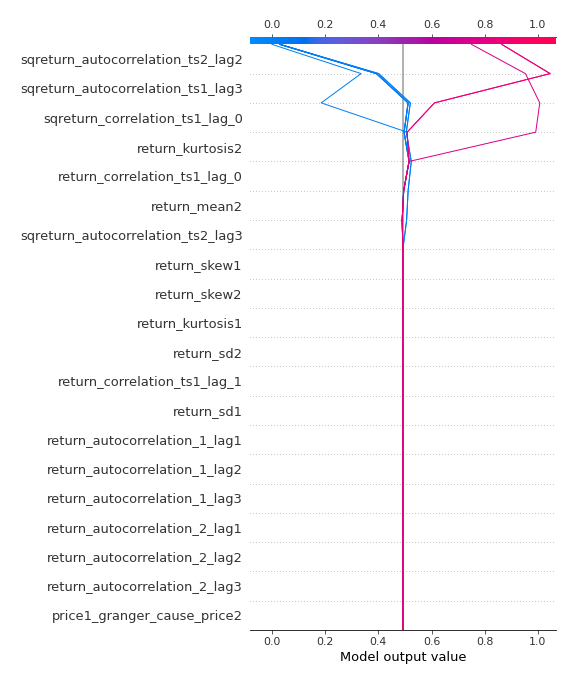 0.0 0.2 0.4 0.6 0.8 1.0
sqreturn_autocorrelation_ts2_lag2
sqreturn_autocorrelation_ts1_lag3
sqreturn_correlation_ts1_lag_0
return_kurtosis2
return_correlation_ts1_lag_0
return_mean2
sqreturn_autocorrelation_ts2_lag3
return_skew1
return_skew2
return_kurtosis1
return_sd2
return_correlation_ts1_lag_1
return_sd1
return_autocorrelation_1_lag1
return_autocorrelation_1_lag2
return_autocorrelation_1_lag3
return_autocorrelation_2_lag1
return_autocorrelation_2_lag2
return_autocorrelation_2_lag3
price1_granger_cause_price2
0.0 0.2 0.4 0.6 0.8 1.0
Model output value